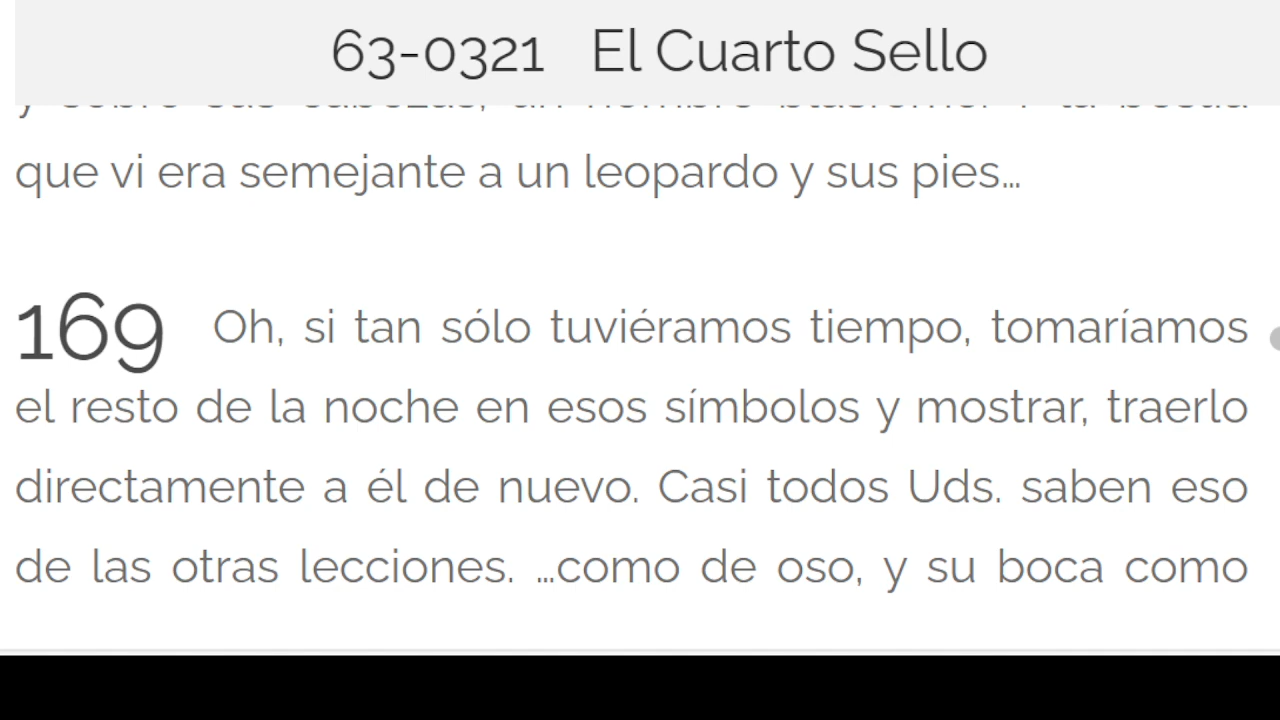 63-0321 El Cuarto Sello
que vi era semejante a un leopardo y sus pies...
169 Oh, si tan sólo tuviéramos tiempo, tomaríamos
el resto de la noche en esos símbolos y mostrar, traerlo
directamente a él de nuevo. Casi todos Uds. saben eso
de las otras lecciones. ...como de oso, y su boca como